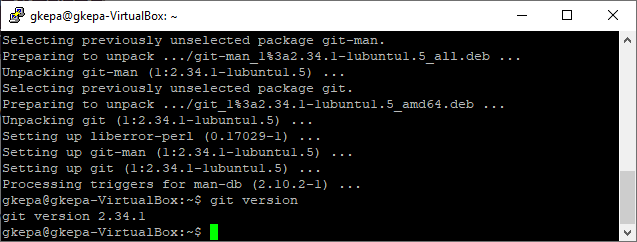 gkepa@gkepa-VirtualBox: ~
Selecting previously unselected package git-man.
Preparing to unpack .../git-man_1%3a2.34.1-1ubuntu1.5_all.deb ...
Unpacking git-man (1:2.34.1-1ubuntu1.5) ...
Selecting previously unselected package git.
Preparing to unpack .../git_1%3a2.34.1-1ubuntu1.5_amd64.deb ...
Unpacking git (1:2.34.1-1ubuntu1.5) ...
Setting up liberror-perl (0.17029-1) ...
Setting up git-man (1:2.34.1-1ubuntu1.5) ...
Setting up git (1:2.34.1-1ubuntu1.5) ...
Processing triggers for man-db (2.10.2-1) ...
gkepa@gkepa-VirtualBox:~$ git version
git version 2.34.1
gkepa@gkepa-VirtualBox:~$